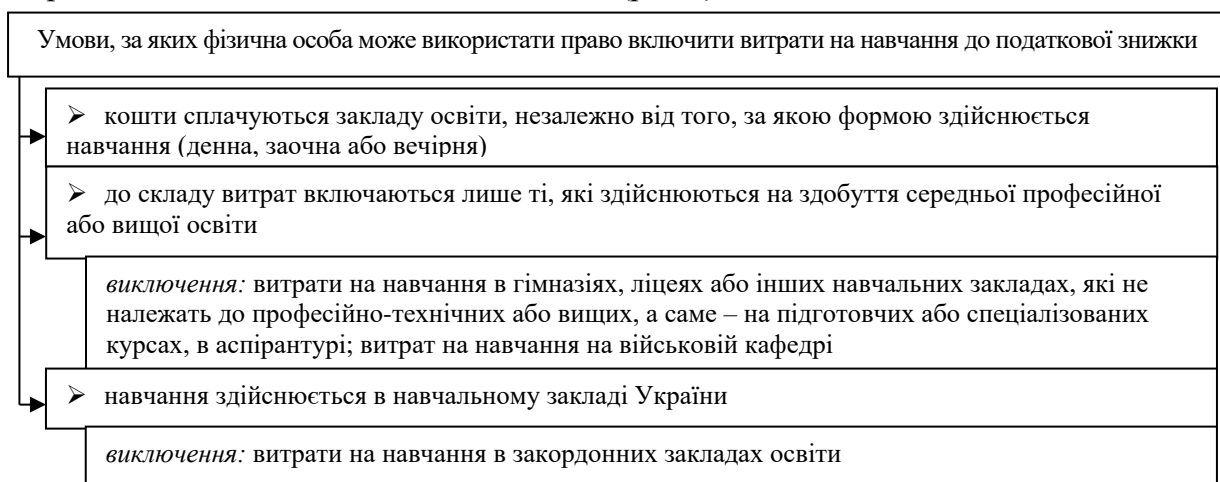 Умови, за яких фізична особа може використати право включити витрати на навчання до податкової знижки
➢ кошти сплачуються закладу освіти, незалежно від того, за якою формою здійснюється
навчання (денна, заочна або вечірня)
➢ до складу витрат включаються лише ті, які здійснюються на здобуття середньої професійної
або вищої освіти
виключення: витрати на навчання в гімназіях, ліцеях або інших навчальних закладах, які не
належать до професійно-технічних або вищих, а саме – на підготовчих або спеціалізованих
курсах, в аспірантурі; витрат на навчання на військовій кафедрі
➢ навчання здійснюється в навчальному закладі України
виключення: витрати на навчання в закордонних закладах освіти